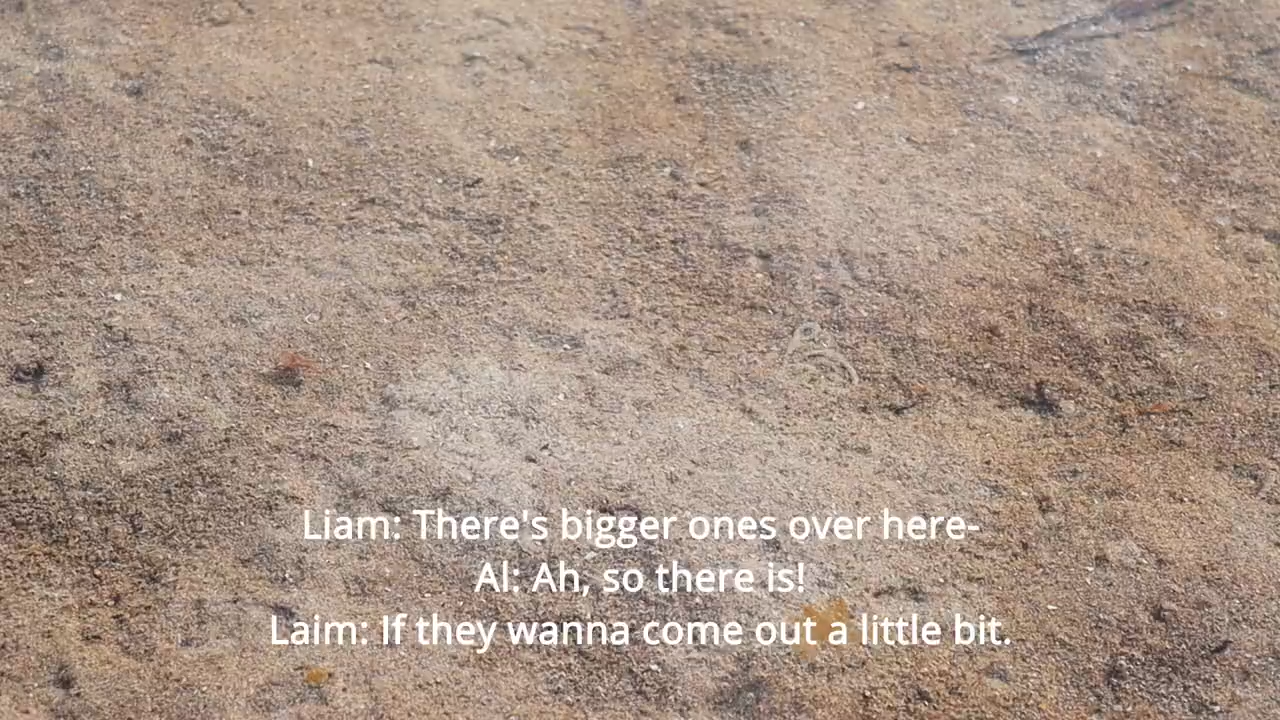 Liam: There's bigger ones over here-
Al: Ah, so there is!
Laim: If they wanna come out a little bit.